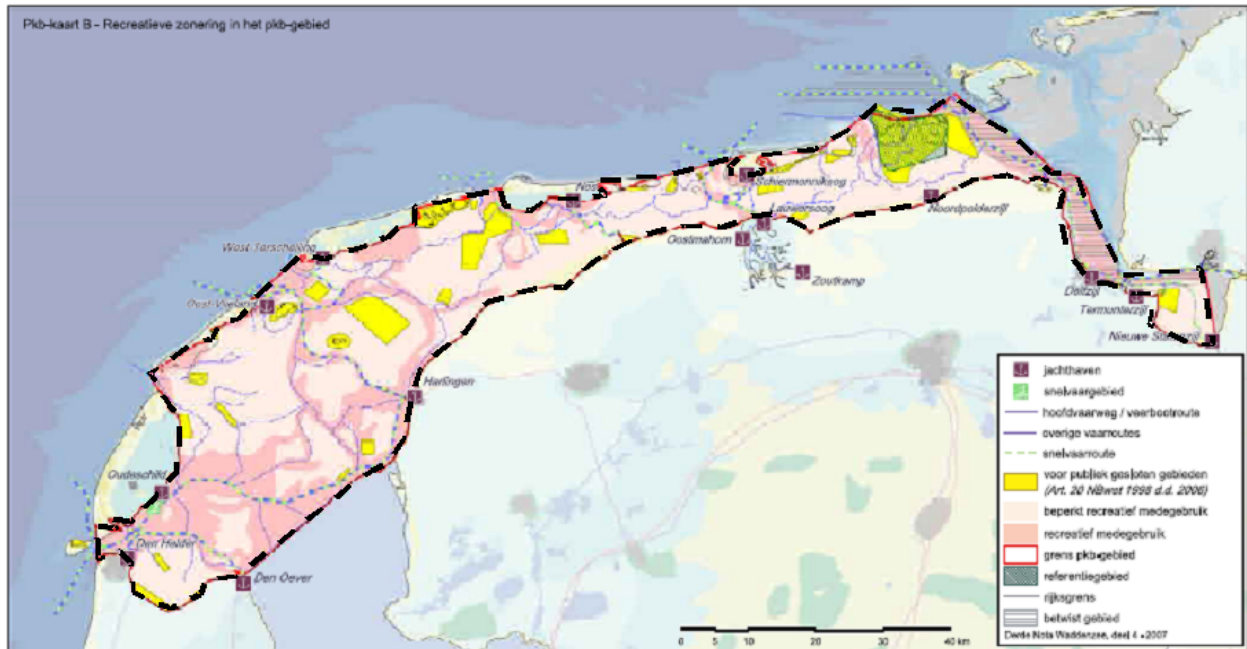 Pkb-kaart B - Recreatieve zonering in het pkb-gebied
Nes
Schiermonnikoog
Lauwersoog
Noordpolderzijl
Oostmahorn
West-Terschelling
Zoutkamp
Delfzijl
Oost-Vlieland
Termunterzijl
Nieuwe Statenzijl
Harlingen
Oudeschild
Den Helder
Den Oever
jachthaven
snelvaargebied
hoofdvaarweg / veerbootroute
overige vaarroutes
snelvaarroute
voor publiek gesloten gebieden
(Art. 20 NBwet 1998 d.d. 2006)
beperkt recreatief medegebruik
recreatief medegebruik
grens pkb-gebied
referentiegebied
rijksgrens
betwist gebied
Derde Nota Waddenzee, deel 4 - 2007
0 5 10 20 30 40 km